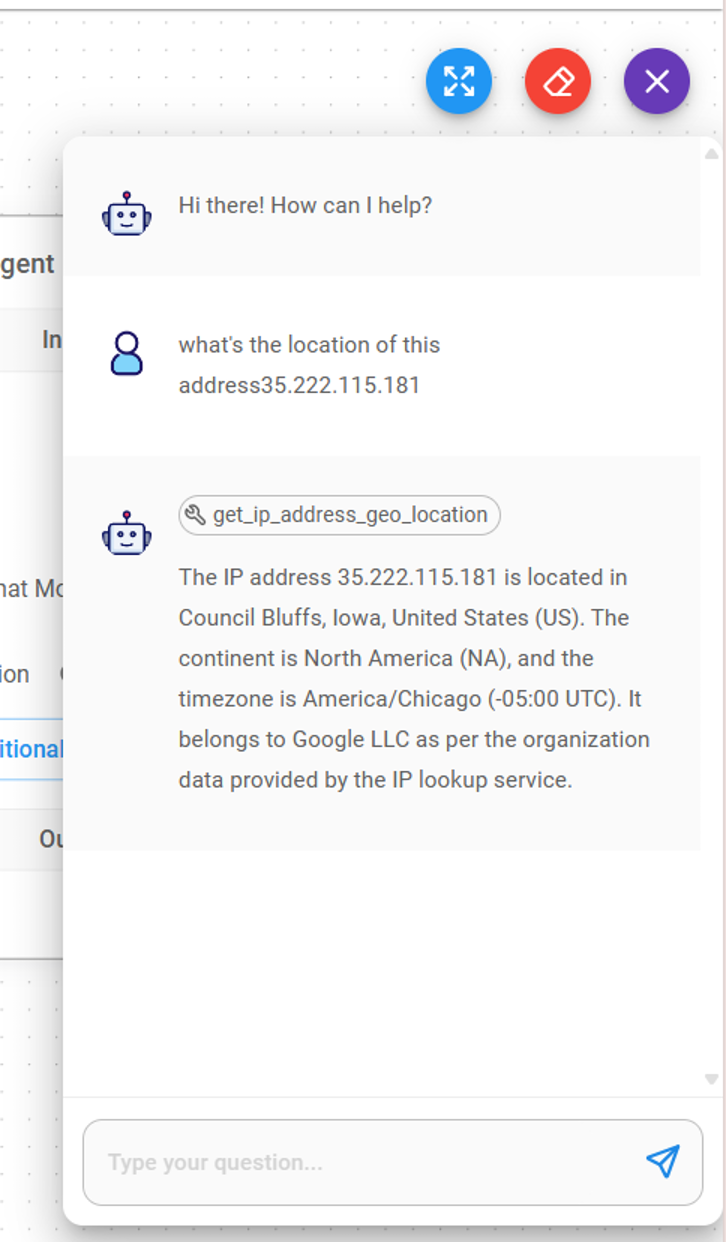 Hi there! How can I help?
gent
In
what's the location of this
address35.222.115.181
get_ip_address_geo_location
The IP address 35.222.115.181 is located in
Council Bluffs, Iowa, United States (US). The
continent is North America (NA), and the
timezone is America/Chicago (-05:00 UTC). It
belongs to Google LLC as per the organization
data provided by the IP lookup service.
hat Mo
ion
itional
Ou
Type your question...